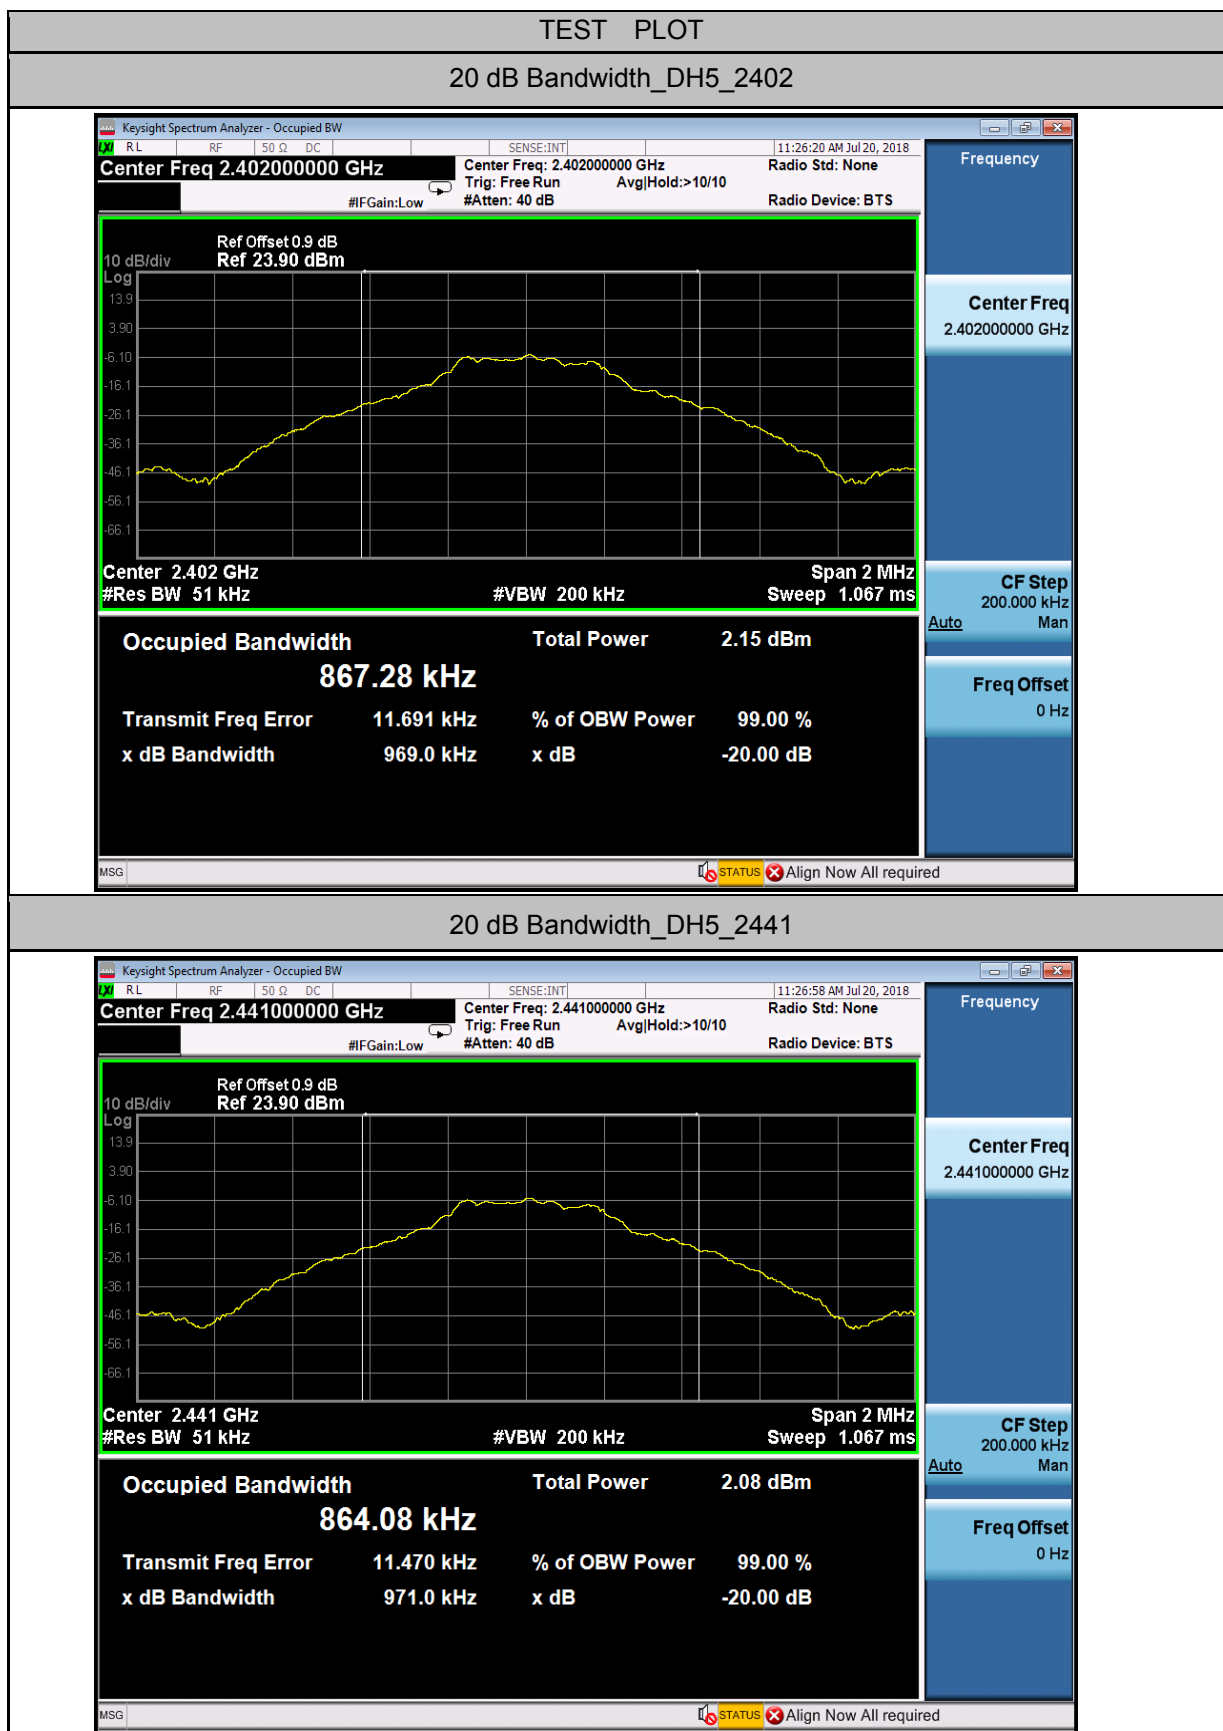 TEST PLOT
20 dB Bandwidth_DH5_2402
Keysight Spectrum Analyzer - Occupied BW
LXI RL RF 50 Ω DC SENSE:INT 11:26:20 AM Jul 20, 2018
Center Freq 2.402000000 GHz
Center Freq: 2.402000000 GHz Radio Std: None
Trig: Free Run Avg|Hold:>10/10
#IFGain:Low #Atten: 40 dB Radio Device: BTS
Frequency
Ref Offset 0.9 dB
10 dB/div Ref 23.90 dBm
Log
13.9
3.90
-6.10
-16.1
-26.1
-36.1
-46.1
-56.1
-66.1
Center 2.402 GHz Span 2 MHz
#Res BW 51 kHz #VBW 200 kHz Sweep 1.067 ms
Center Freq
2.402000000 GHz
CF Step
200.000 kHz
Auto Man
Freq Offset
0 Hz
Occupied Bandwidth Total Power 2.15 dBm
867.28 kHz
Transmit Freq Error 11.691 kHz % of OBW Power 99.00 %
x dB Bandwidth 969.0 kHz x dB -20.00 dB
MSG STATUS Align Now All required
20 dB Bandwidth_DH5_2441
Keysight Spectrum Analyzer - Occupied BW
LXI RL RF 50 Ω DC SENSE:INT 11:26:58 AM Jul 20, 2018
Center Freq 2.441000000 GHz
Center Freq: 2.441000000 GHz Radio Std: None
Trig: Free Run Avg|Hold:>10/10
#IFGain:Low #Atten: 40 dB Radio Device: BTS
Frequency
Ref Offset 0.9 dB
10 dB/div Ref 23.90 dBm
Log
13.9
3.90
-6.10
-16.1
-26.1
-36.1
-46.1
-56.1
-66.1
Center 2.441 GHz Span 2 MHz
#Res BW 51 kHz #VBW 200 kHz Sweep 1.067 ms
Center Freq
2.441000000 GHz
CF Step
200.000 kHz
Auto Man
Freq Offset
0 Hz
Occupied Bandwidth Total Power 2.08 dBm
864.08 kHz
Transmit Freq Error 11.470 kHz % of OBW Power 99.00 %
x dB Bandwidth 971.0 kHz x dB -20.00 dB
MSG STATUS Align Now All required